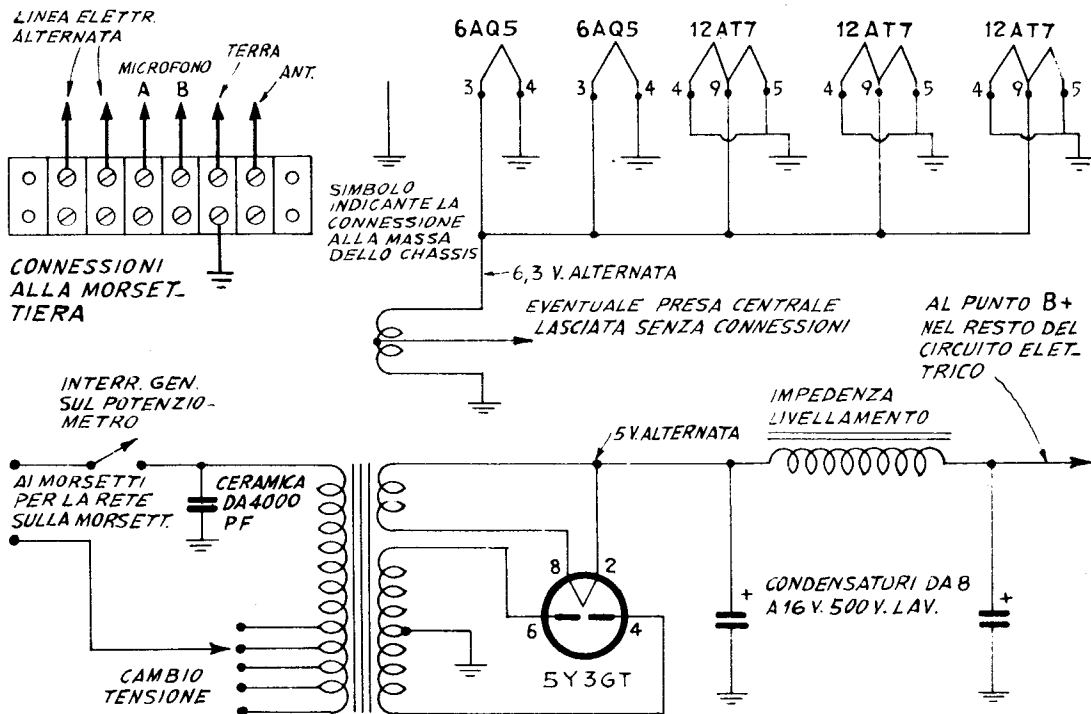 LINEA ELETTR.
ALTERNATA
MICROFONO
A B
TERRA
ANT.
CONNESSIONI
ALLA MORSET_
TIERA
SIMBOLO
INDICANTE LA
CONNESSIONE
ALLA MASSA
DELLO CHASSIS
6AQ5
3 4
6AQ5
3 4
12AT7
4 9 5
12AT7
4 9 5
12AT7
4 9 5
6,3 V. ALTERNATA
EVENTUALE PRESA CENTRALE
LASCIATA SENZA CONNESSIONI
AL PUNTO B+
NEL RESTO DEL
CIRCUITO ELET_
TRICO
INTERR. GEN.
SUL POTENZIO_
METRO
AI MORSETTI
PER LA RETE
SULLA MORSETT.
CERAMICA
DA 4000
PF
CAMBIO
TENSIONE
5 V. ALTERNATA
IMPEDENZA
LIVELLAMENTO
8 2
6 4
5Y3GT
+
CONDENSATURI DA 8
A 16 V. 500 V. LAV.
+